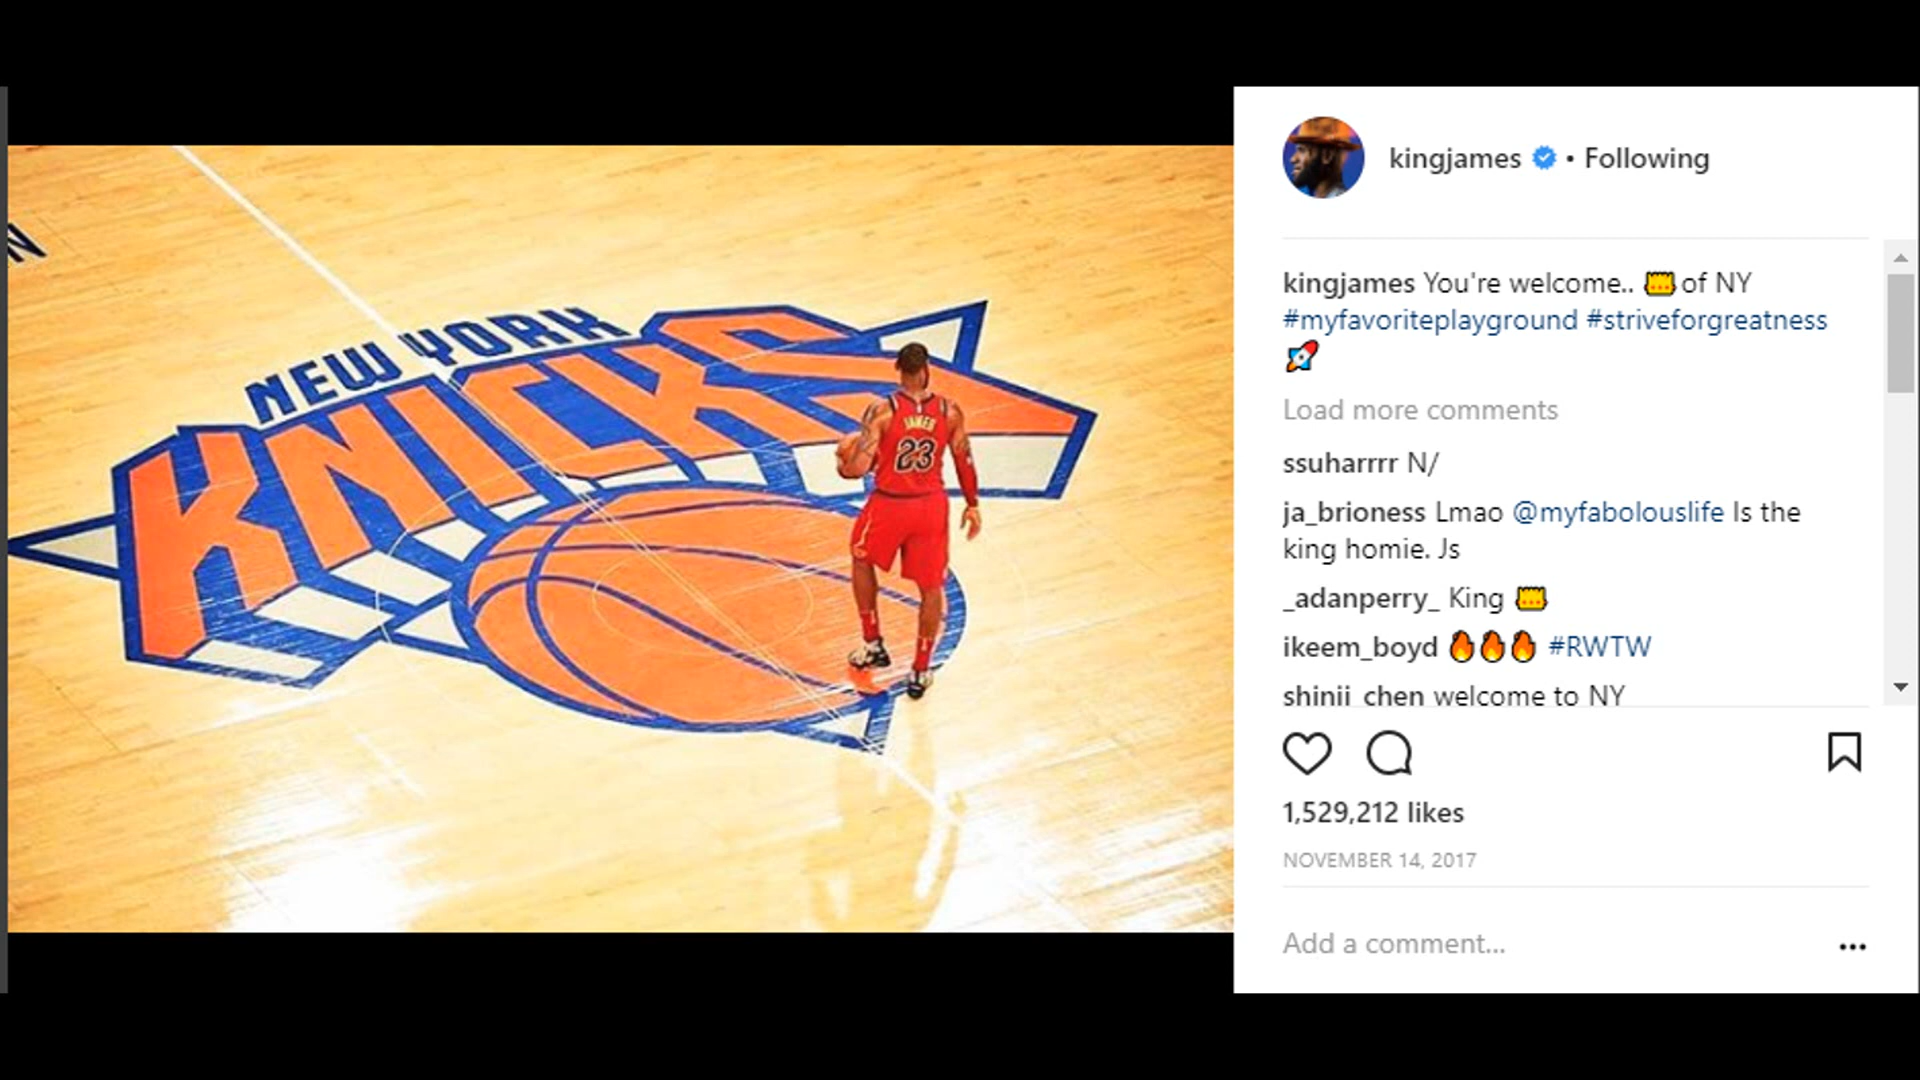 N
NEW YORK
KNICKS
JAMES
23
kingjames • Following
kingjames You're welcome.. 👑 of NY
#myfavoriteplayground #striveforgreatness
🚀
Load more comments
ssuharrrr N/
ja_brioness Lmao @myfabolouslife Is the
king homie. Js
_adanperry_ King 👑
ikeem_boyd 🔥🔥🔥 #RWTW
shinii_chen welcome to NY
1,529,212 likes
NOVEMBER 14, 2017
Add a comment...